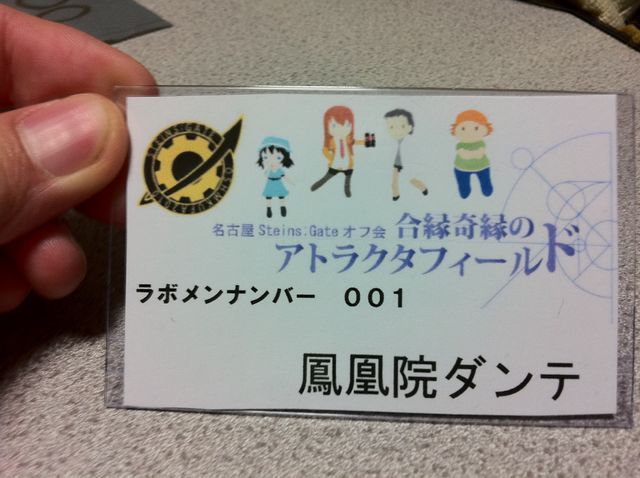 STEINS;GATE
名古屋 Steins;Gate オフ会 合縁奇縁の
アトラクタフィールド
ラボメンナンバー 001
鳳凰院ダンテ